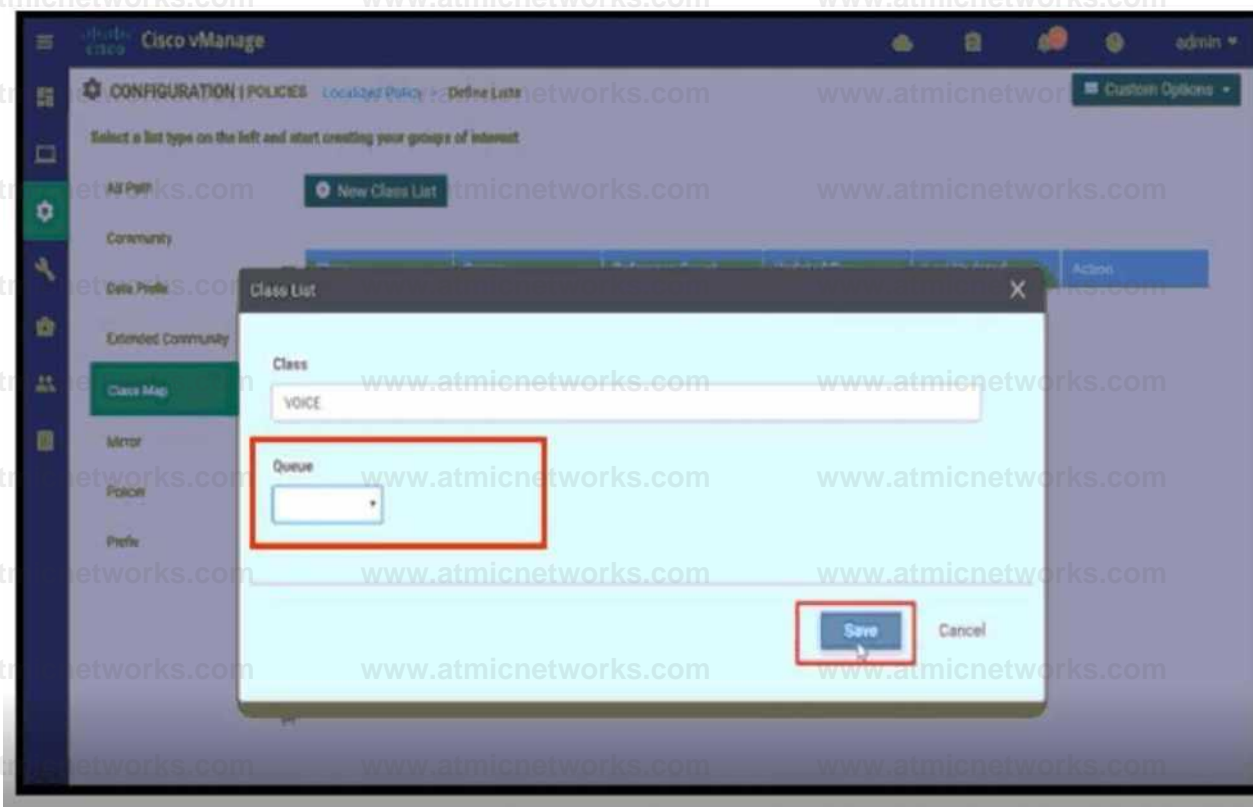 Cisco vManage
admin
CONFIGURATION | POLICIES Localized Policy > Define Lists
Custom Options
Select a list type on the left and start creating your groups of interest
AS Path
New Class List
Community
Action
Data Prefix
Class List
X
Extended Community
Class
Class Map
VOICE
Mirror
Queue
Policer
Prefix
Save Cancel
www.atmicnetworks.com